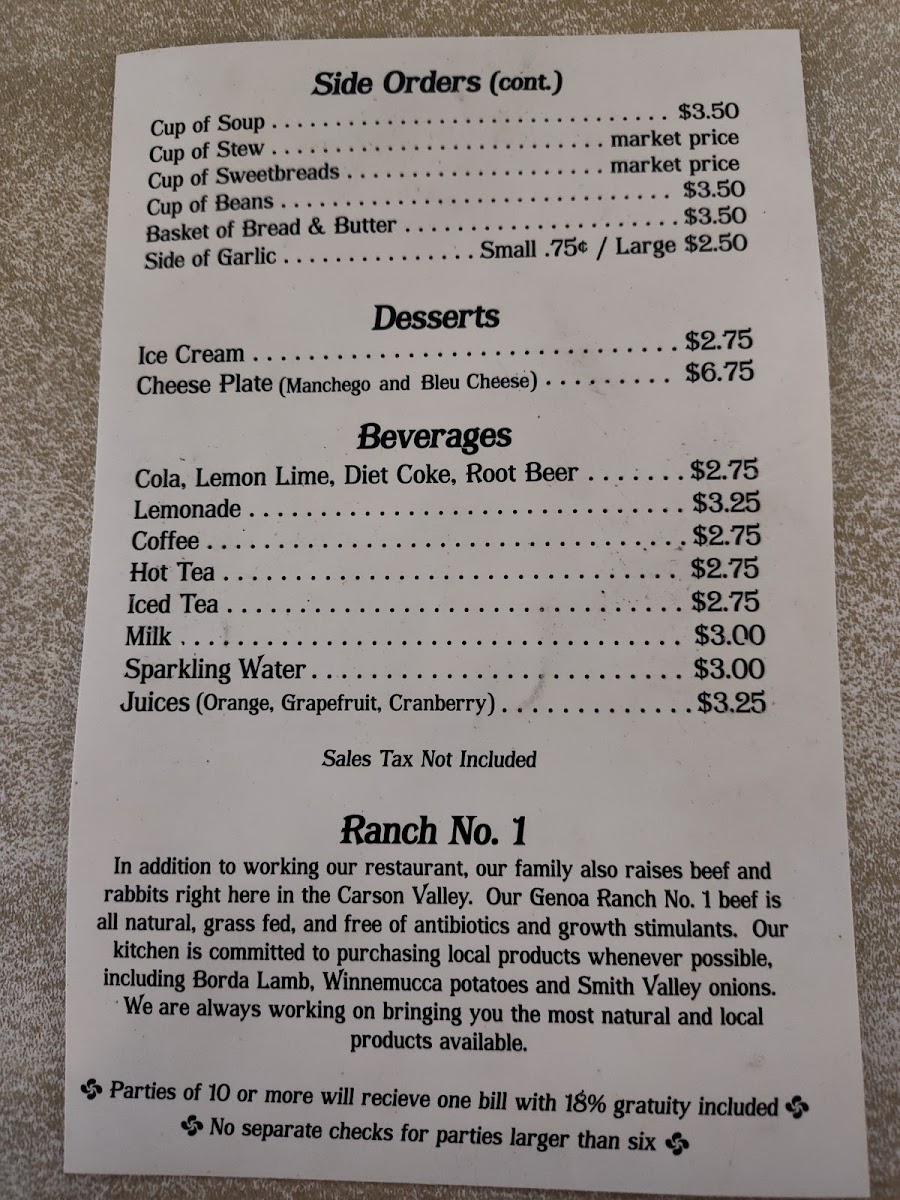 Side Orders (cont.)
Cup of Soup . . . . . . . . . . . . . . . . . . . . . . . . . . . . . . . . $3.50
Cup of Stew . . . . . . . . . . . . . . . . . . . . . . . . . . . market price
Cup of Sweetbreads . . . . . . . . . . . . . . . . . . . . . market price
Cup of Beans . . . . . . . . . . . . . . . . . . . . . . . . . . . . . . . $3.50
Basket of Bread & Butter . . . . . . . . . . . . . . . . . . . . . . $3.50
Side of Garlic . . . . . . . . . . . . . . . Small .75¢ / Large $2.50
Desserts
Ice Cream . . . . . . . . . . . . . . . . . . . . . . . . . . . . . . . $2.75
Cheese Plate (Manchego and Bleu Cheese) . . . . . . . . . $6.75
Beverages
Cola, Lemon Lime, Diet Coke, Root Beer . . . . . . . $2.75
Lemonade . . . . . . . . . . . . . . . . . . . . . . . . . . . . . . $3.25
Coffee . . . . . . . . . . . . . . . . . . . . . . . . . . . . . . . . . $2.75
Hot Tea . . . . . . . . . . . . . . . . . . . . . . . . . . . . . . . $2.75
Iced Tea . . . . . . . . . . . . . . . . . . . . . . . . . . . . . . . $2.75
Milk . . . . . . . . . . . . . . . . . . . . . . . . . . . . . . . . . . $3.00
Sparkling Water . . . . . . . . . . . . . . . . . . . . . . . . . $3.00
Juices (Orange, Grapefruit, Cranberry) . . . . . . . . . . . . . $3.25
Sales Tax Not Included
Ranch No. 1
In addition to working our restaurant, our family also raises beef and
rabbits right here in the Carson Valley. Our Genoa Ranch No. 1 beef is
all natural, grass fed, and free of antibiotics and growth stimulants. Our
kitchen is committed to purchasing local products whenever possible,
including Borda Lamb, Winnemucca potatoes and Smith Valley onions.
We are always working on bringing you the most natural and local
products available.
Parties of 10 or more will recieve one bill with 18% gratuity included
No separate checks for parties larger than six